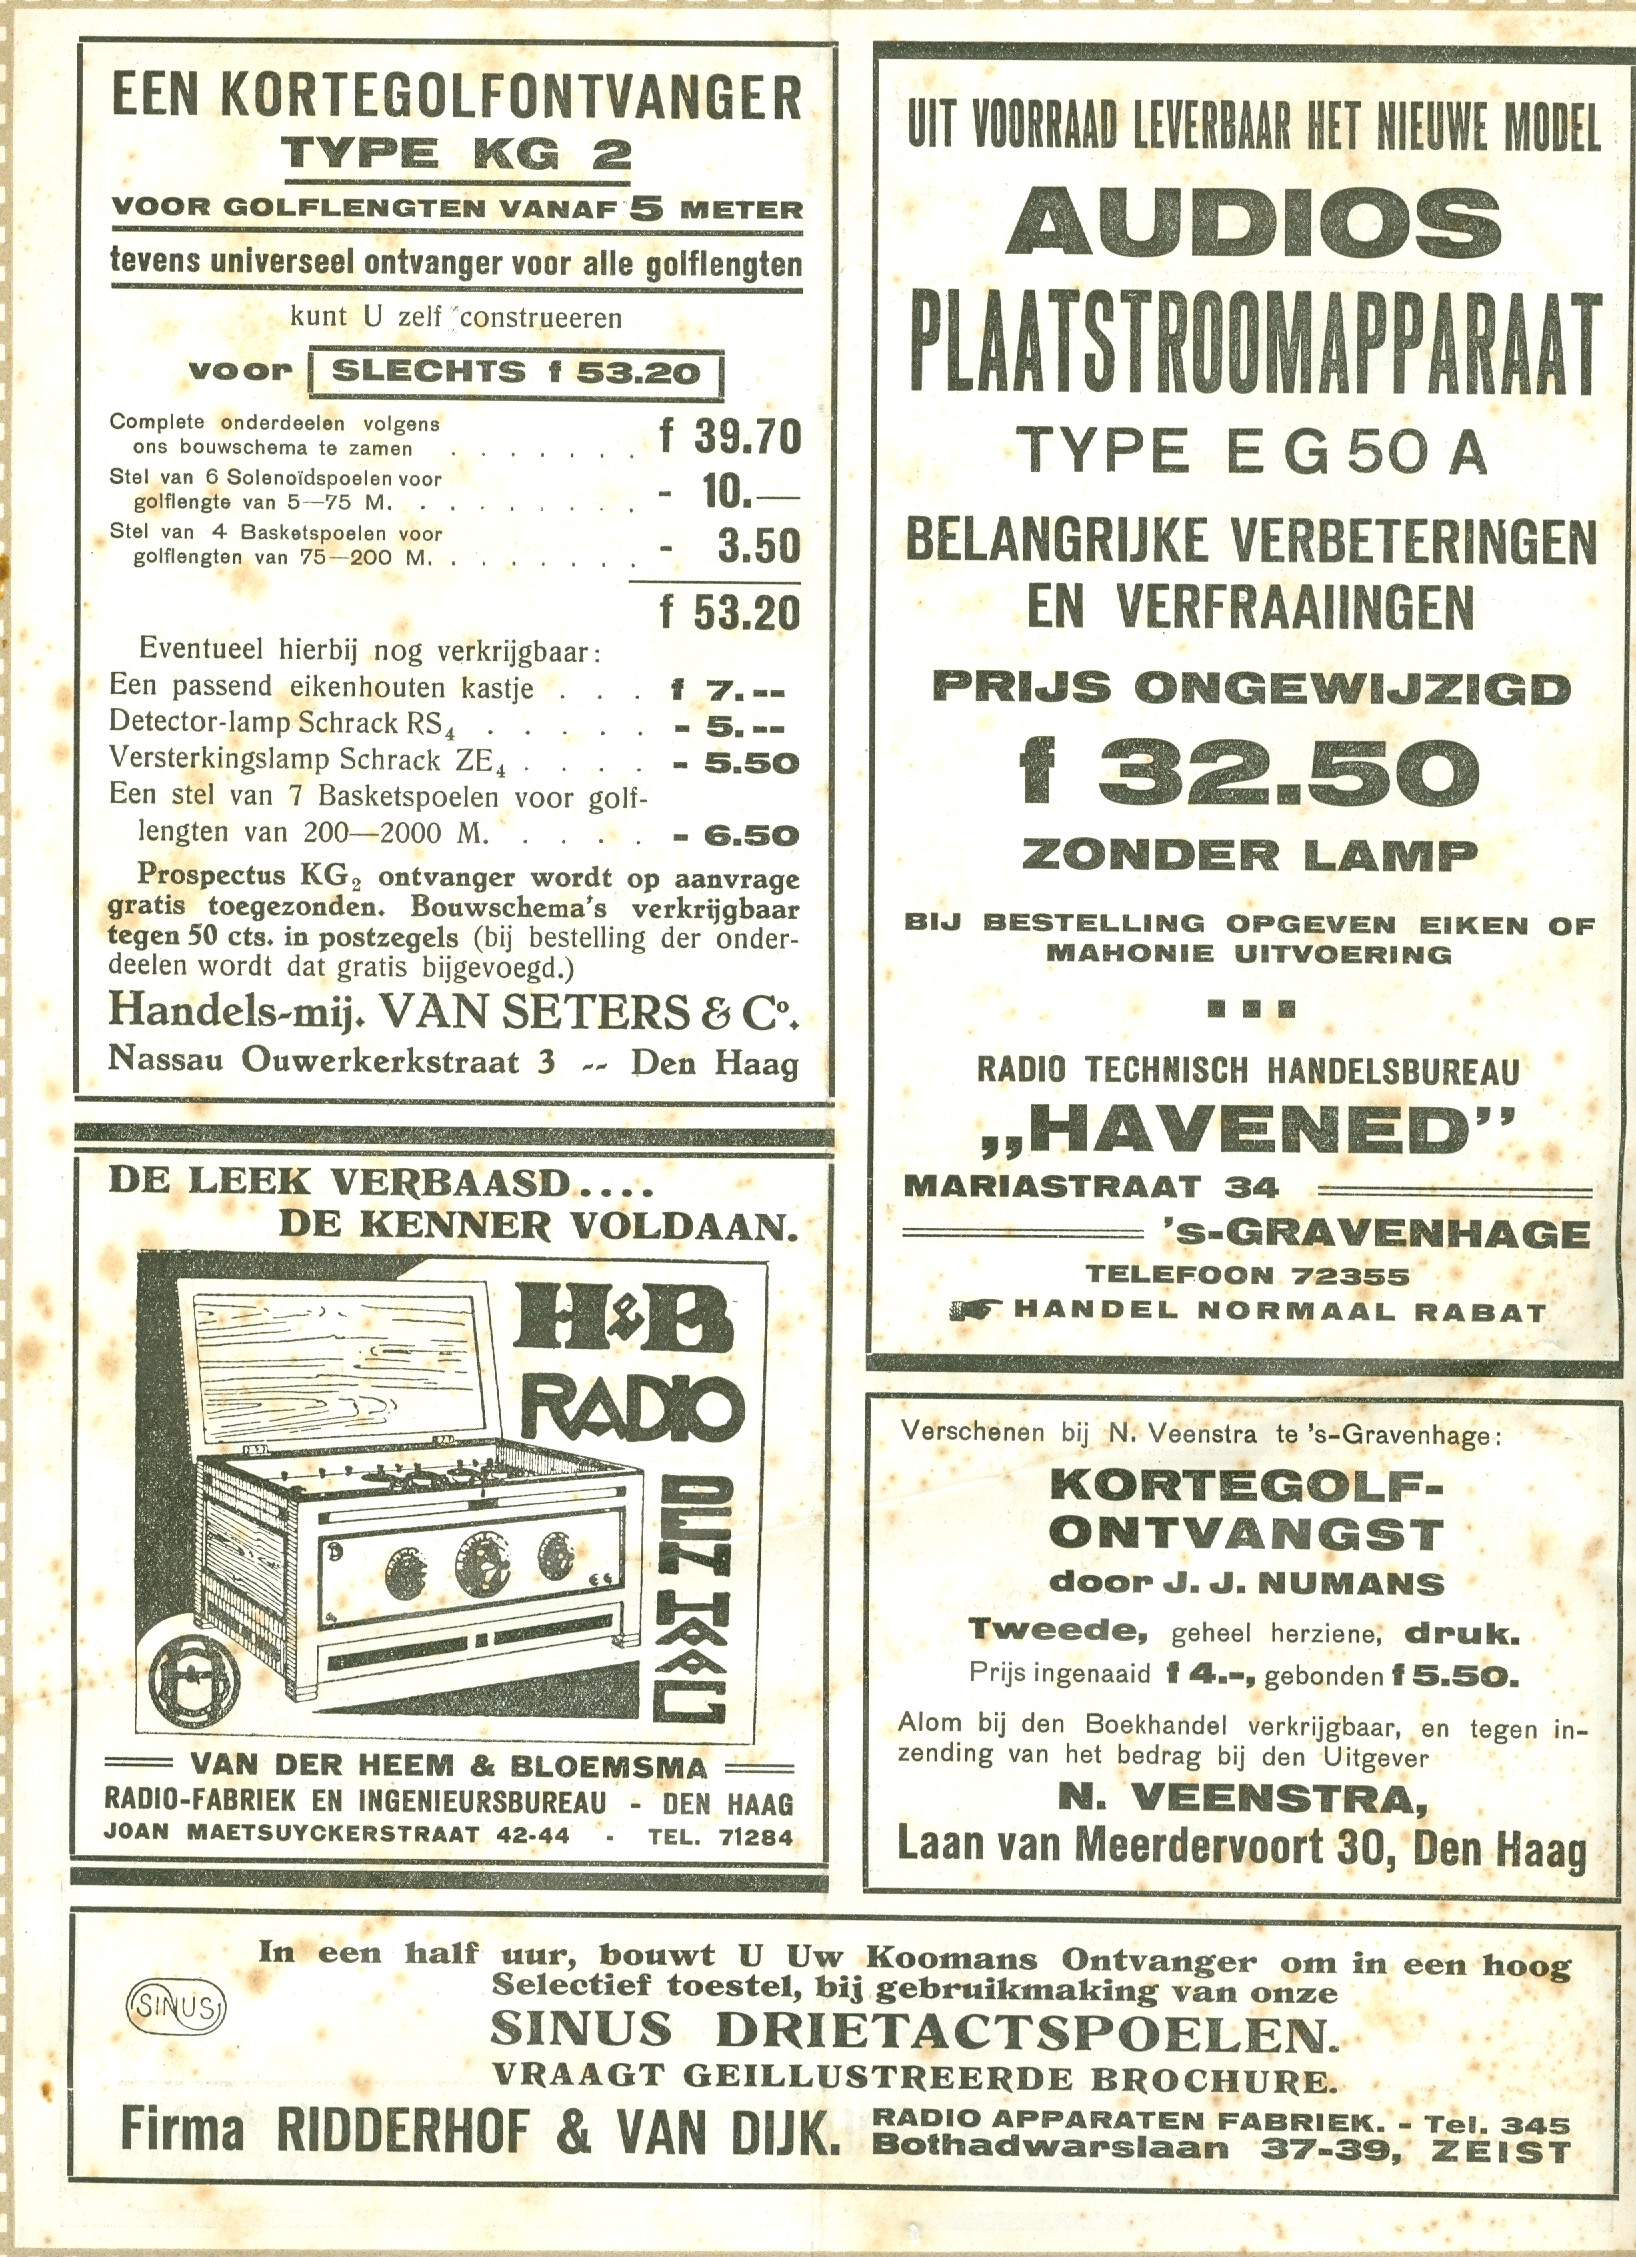 EEN KORTEGOLFONTVANGER
TYPE KG 2
VOOR GOLFLENGTEN VANAF 5 METER
tevens universeel ontvanger voor alle golflengten
kunt U zelf construeeren
voor SLECHTS f 53.20
Complete onderdeelen volgens
ons bouwschema te zamen . . . . . . . f 39.70
Stel van 6 Solenoïdspoelen voor
golflengte van 5—75 M. . . . . . . . . - 10.—
Stel van 4 Basketspoelen voor
golflengten van 75—200 M. . . . . . . . - 3.50
f 53.20
Eventueel hierbij nog verkrijgbaar:
Een passend eikenhouten kastje . . . f 7.--
Detector-lamp Schrack RS4 . . . . . - 5.--
Versterkingslamp Schrack ZE4 . . . . - 5.50
Een stel van 7 Basketspoelen voor golf-
lengten van 200—2000 M. . . . . - 6.50
Prospectus KG2 ontvanger wordt op aanvrage
gratis toegezonden. Bouwschema's verkrijgbaar
tegen 50 cts. in postzegels (bij bestelling der onder-
deelen wordt dat gratis bijgevoegd.)
Handels-mij. VAN SETERS & Co.
Nassau Ouwerkerkstraat 3 -- Den Haag
DE LEEK VERBAASD....
DE KENNER VOLDAAN.
H&B
RADIO
DEN HAAG
VAN DER HEEM & BLOEMSMA
RADIO-FABRIEK EN INGENIEURSBUREAU - DEN HAAG
JOAN MAETSUYCKERSTRAAT 42-44 - TEL. 71284
UIT VOORRAAD LEVERBAAR HET NIEUWE MODEL
AUDIOS
PLAATSTROOMAPPARAAT
TYPE EG 50 A
BELANGRIJKE VERBETERINGEN
EN VERFRAAIINGEN
PRIJS ONGEWIJZIGD
f 32.50
ZONDER LAMP
BIJ BESTELLING OPGEVEN EIKEN OF
MAHONIE UITVOERING
RADIO TECHNISCH HANDELSBUREAU
„HAVENED”
MARIASTRAAT 34
's-GRAVENHAGE
TELEFOON 72355
HANDEL NORMAAL RABAT
Verschenen bij N. Veenstra te 's-Gravenhage:
KORTEGOLF-
ONTVANGST
door J. J. NUMANS
Tweede, geheel herziene, druk.
Prijs ingenaaid f 4.-, gebonden f 5.50.
Alom bij den Boekhandel verkrijgbaar, en tegen in-
zending van het bedrag bij den Uitgever
N. VEENSTRA,
Laan van Meerdervoort 30, Den Haag
In een half uur, bouwt U Uw Koomans Ontvanger om in een hoog
Selectief toestel, bij gebruikmaking van onze
SINUS
SINUS DRIETACTSPOELEN.
VRAAGT GEILLUSTREERDE BROCHURE.
Firma RIDDERHOF & VAN DIJK. RADIO APPARATEN FABRIEK. - Tel. 345
Bothadwarslaan 37-39, ZEIST